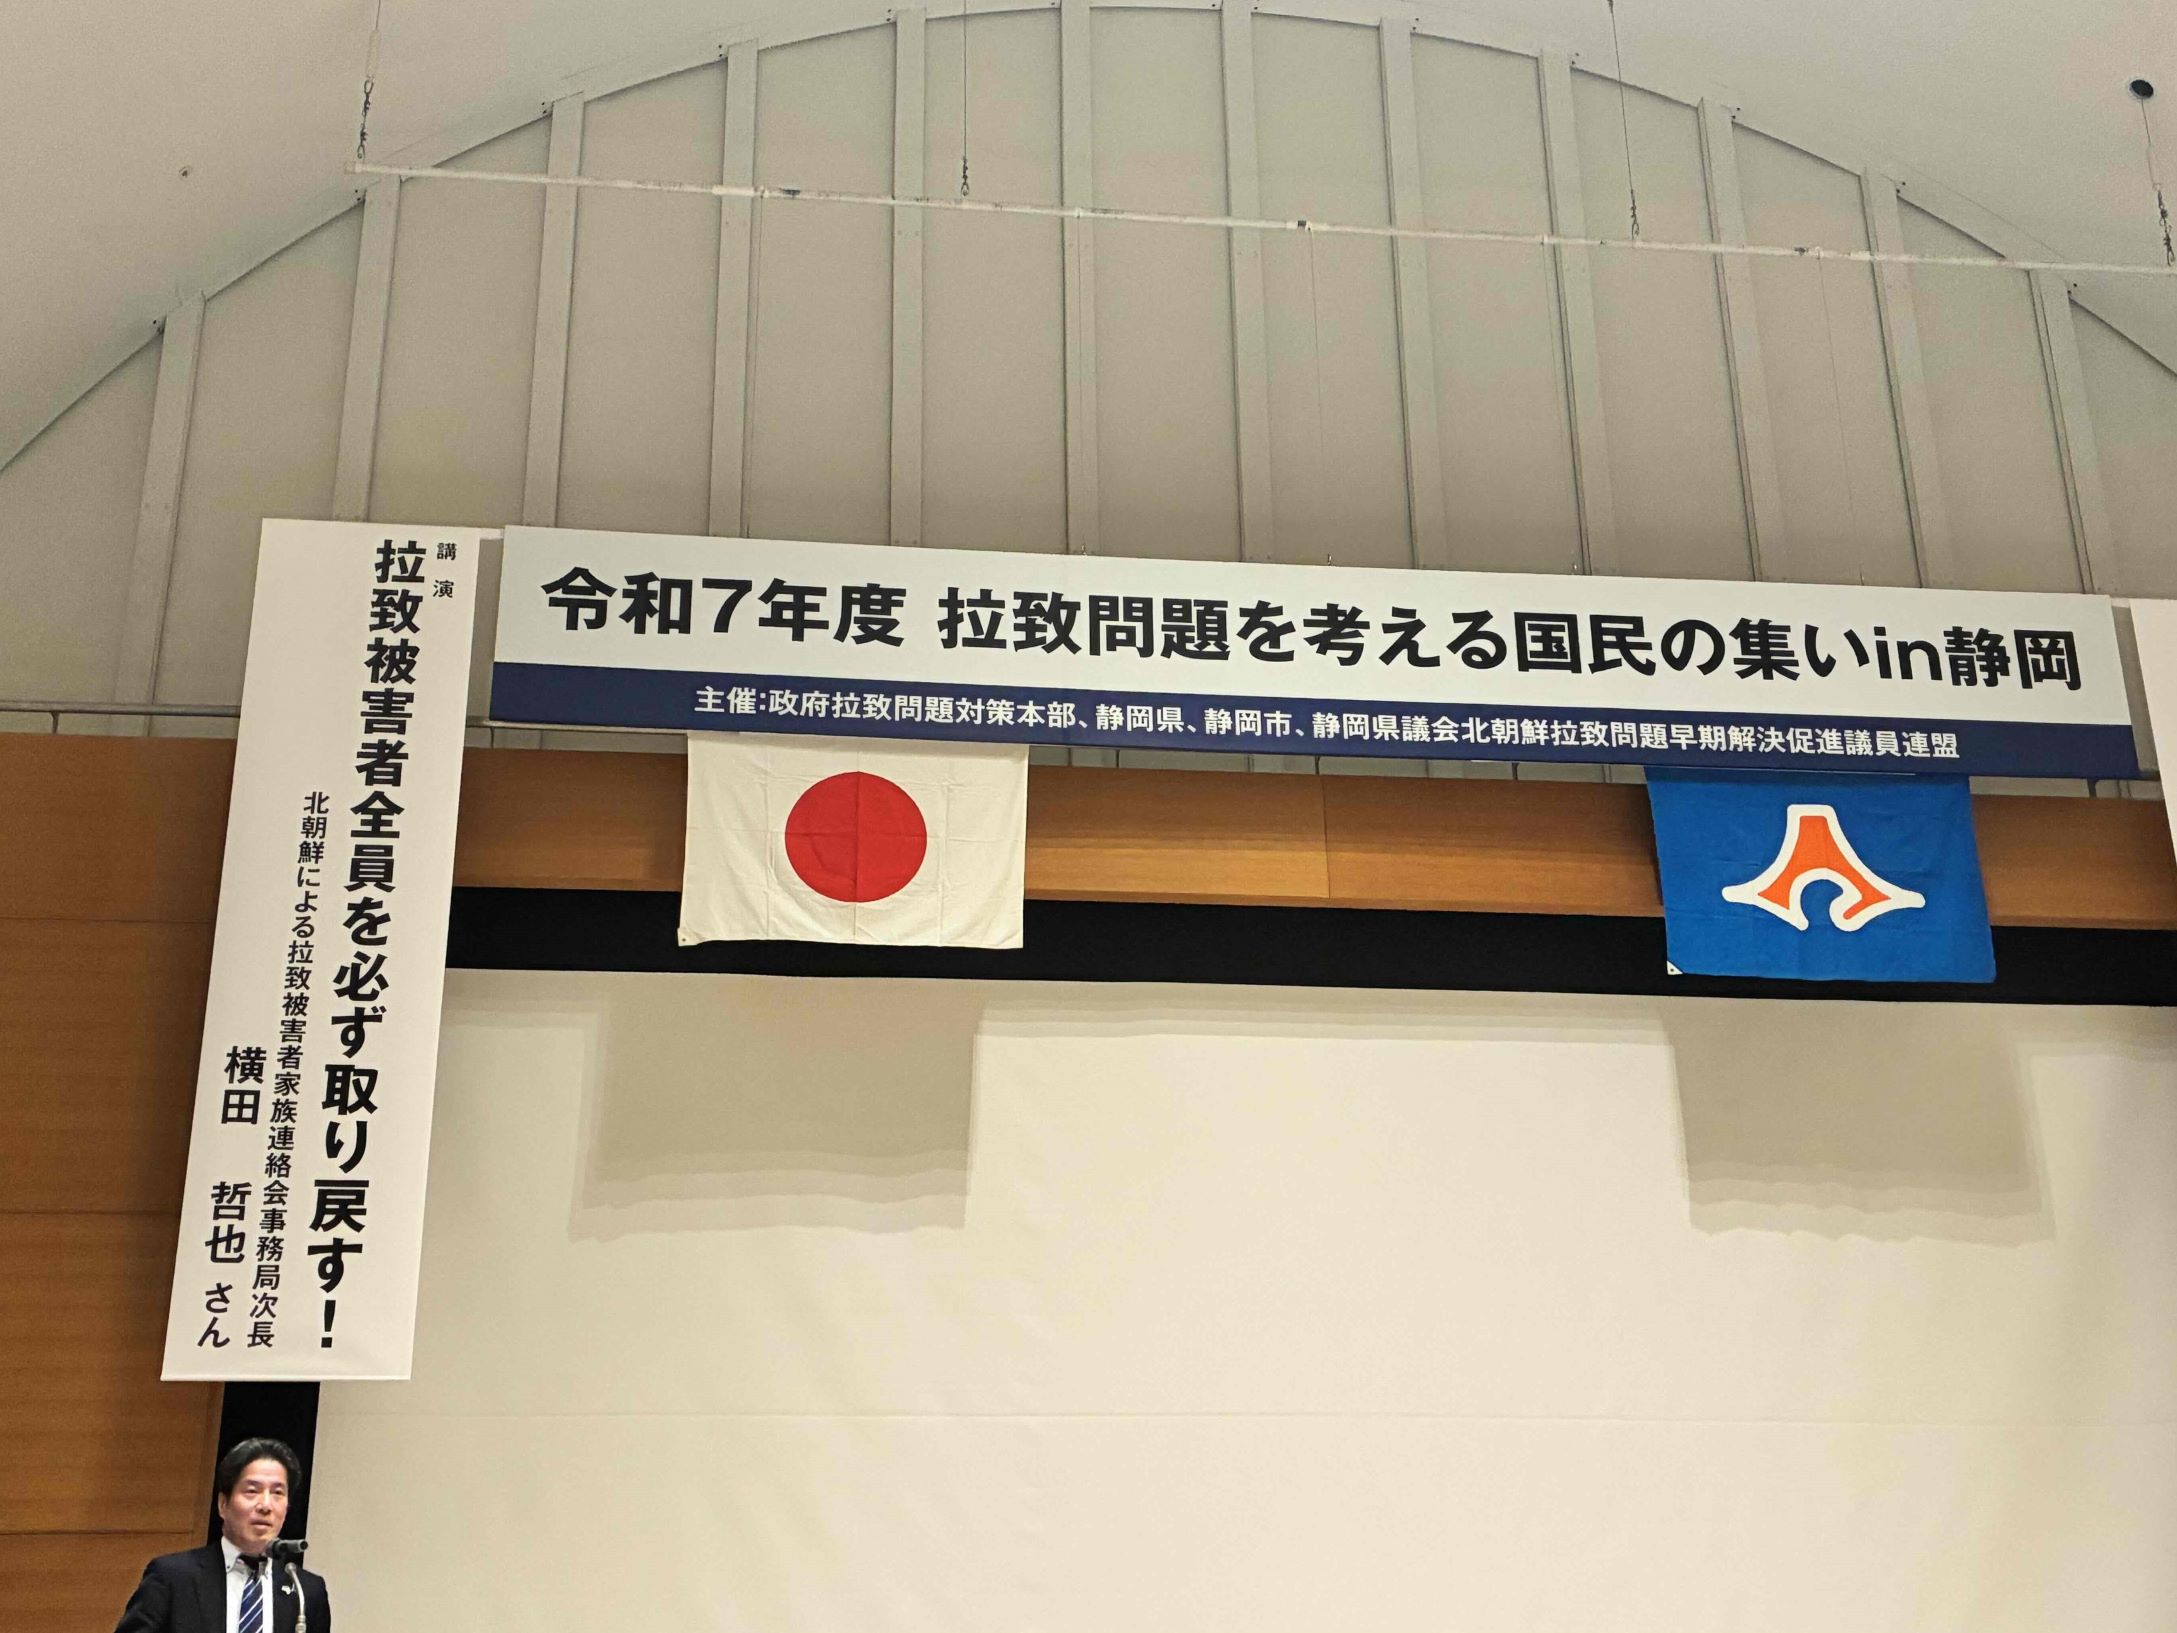 令和7年度 拉致問題を考える国民の集いin静岡
主催:政府拉致問題対策本部、静岡県、静岡市、静岡県議会北朝鮮拉致問題早期解決促進議員連盟
講演
拉致被害者全員を必ず取り戻す!
北朝鮮による拉致被害者家族連絡会事務局次長
横田 哲也 さん